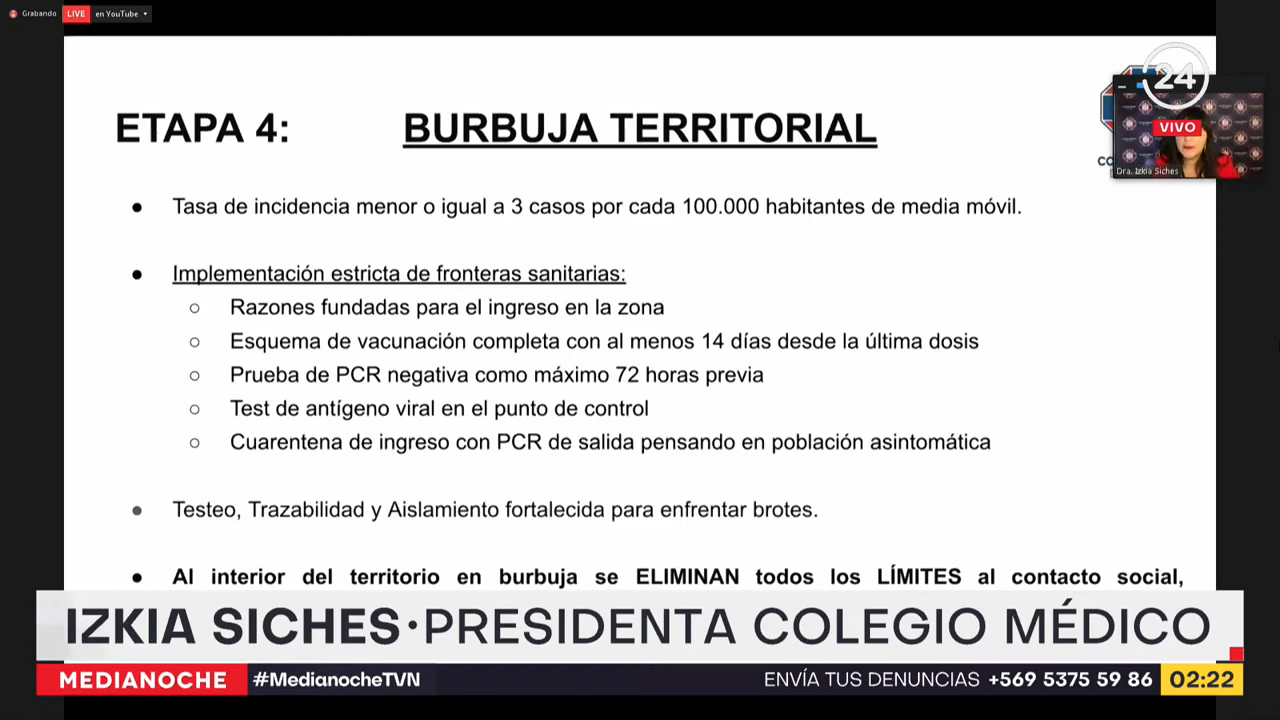 Grabando LIVE en YouTube
24
ETAPA 4: BURBUJA TERRITORIAL
VIVO
Dra. Izkia Siches
CO
• Tasa de incidencia menor o igual a 3 casos por cada 100.000 habitantes de media móvil.
• Implementación estricta de fronteras sanitarias:
○ Razones fundadas para el ingreso en la zona
○ Esquema de vacunación completa con al menos 14 días desde la última dosis
○ Prueba de PCR negativa como máximo 72 horas previa
○ Test de antígeno viral en el punto de control
○ Cuarentena de ingreso con PCR de salida pensando en población asintomática
• Testeo, Trazabilidad y Aislamiento fortalecida para enfrentar brotes.
• Al interior del territorio en burbuja se ELIMINAN todos los LÍMITES al contacto social,
IZKIA SICHES·PRESIDENTA COLEGIO MÉDICO
MEDIANOCHE #MedianocheTVN ENVÍA TUS DENUNCIAS +569 5375 59 86 02:22